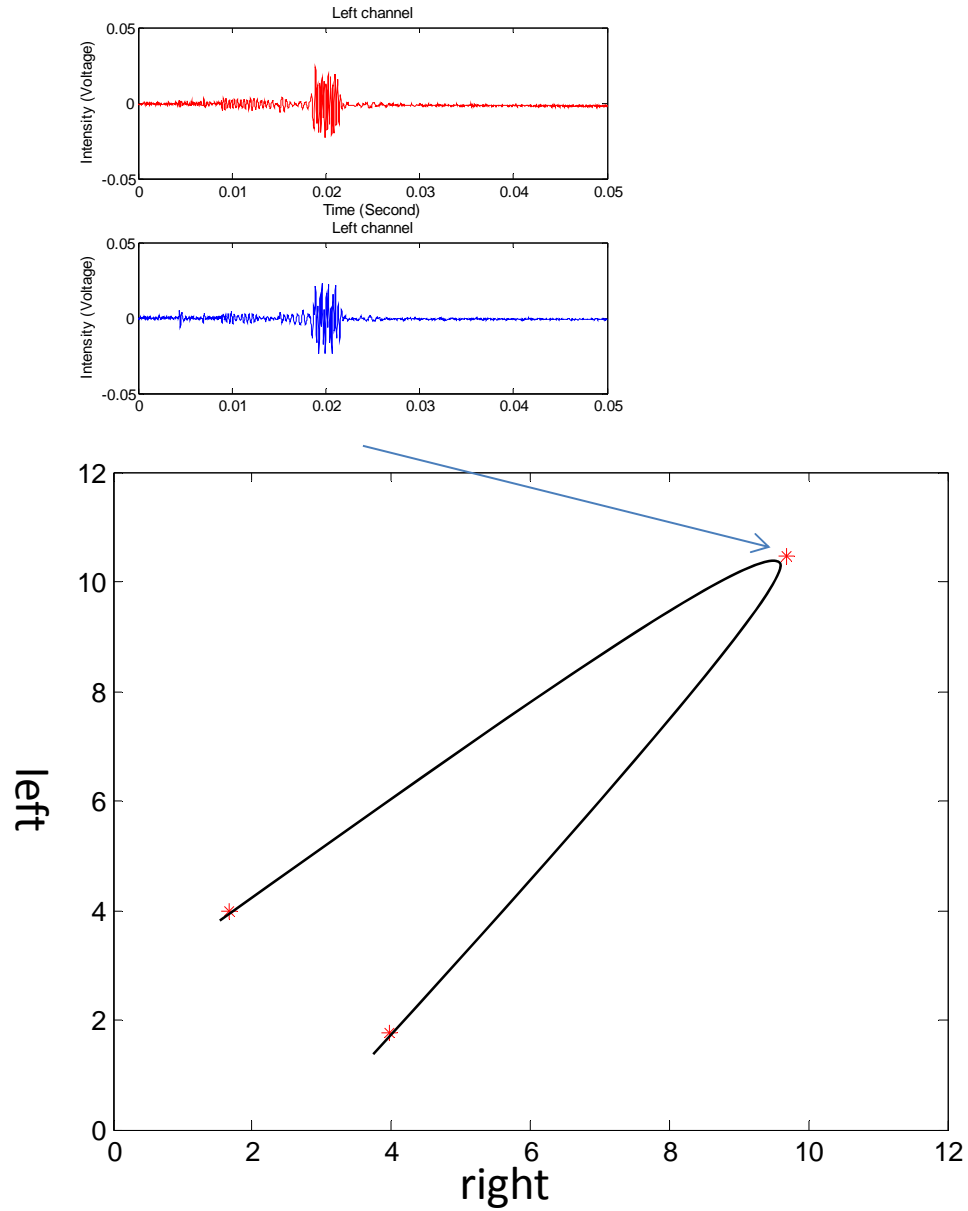 Left channel
0.05
0
-0.05
Intensity (Voltage)
0 0.01 0.02 0.03 0.04 0.05
Time (Second)
Left channel
0.05
0
-0.05
Intensity (Voltage)
0 0.01 0.02 0.03 0.04 0.05
12
10
8
6
4
2
0
left
0 2 4 6 8 10 12
right